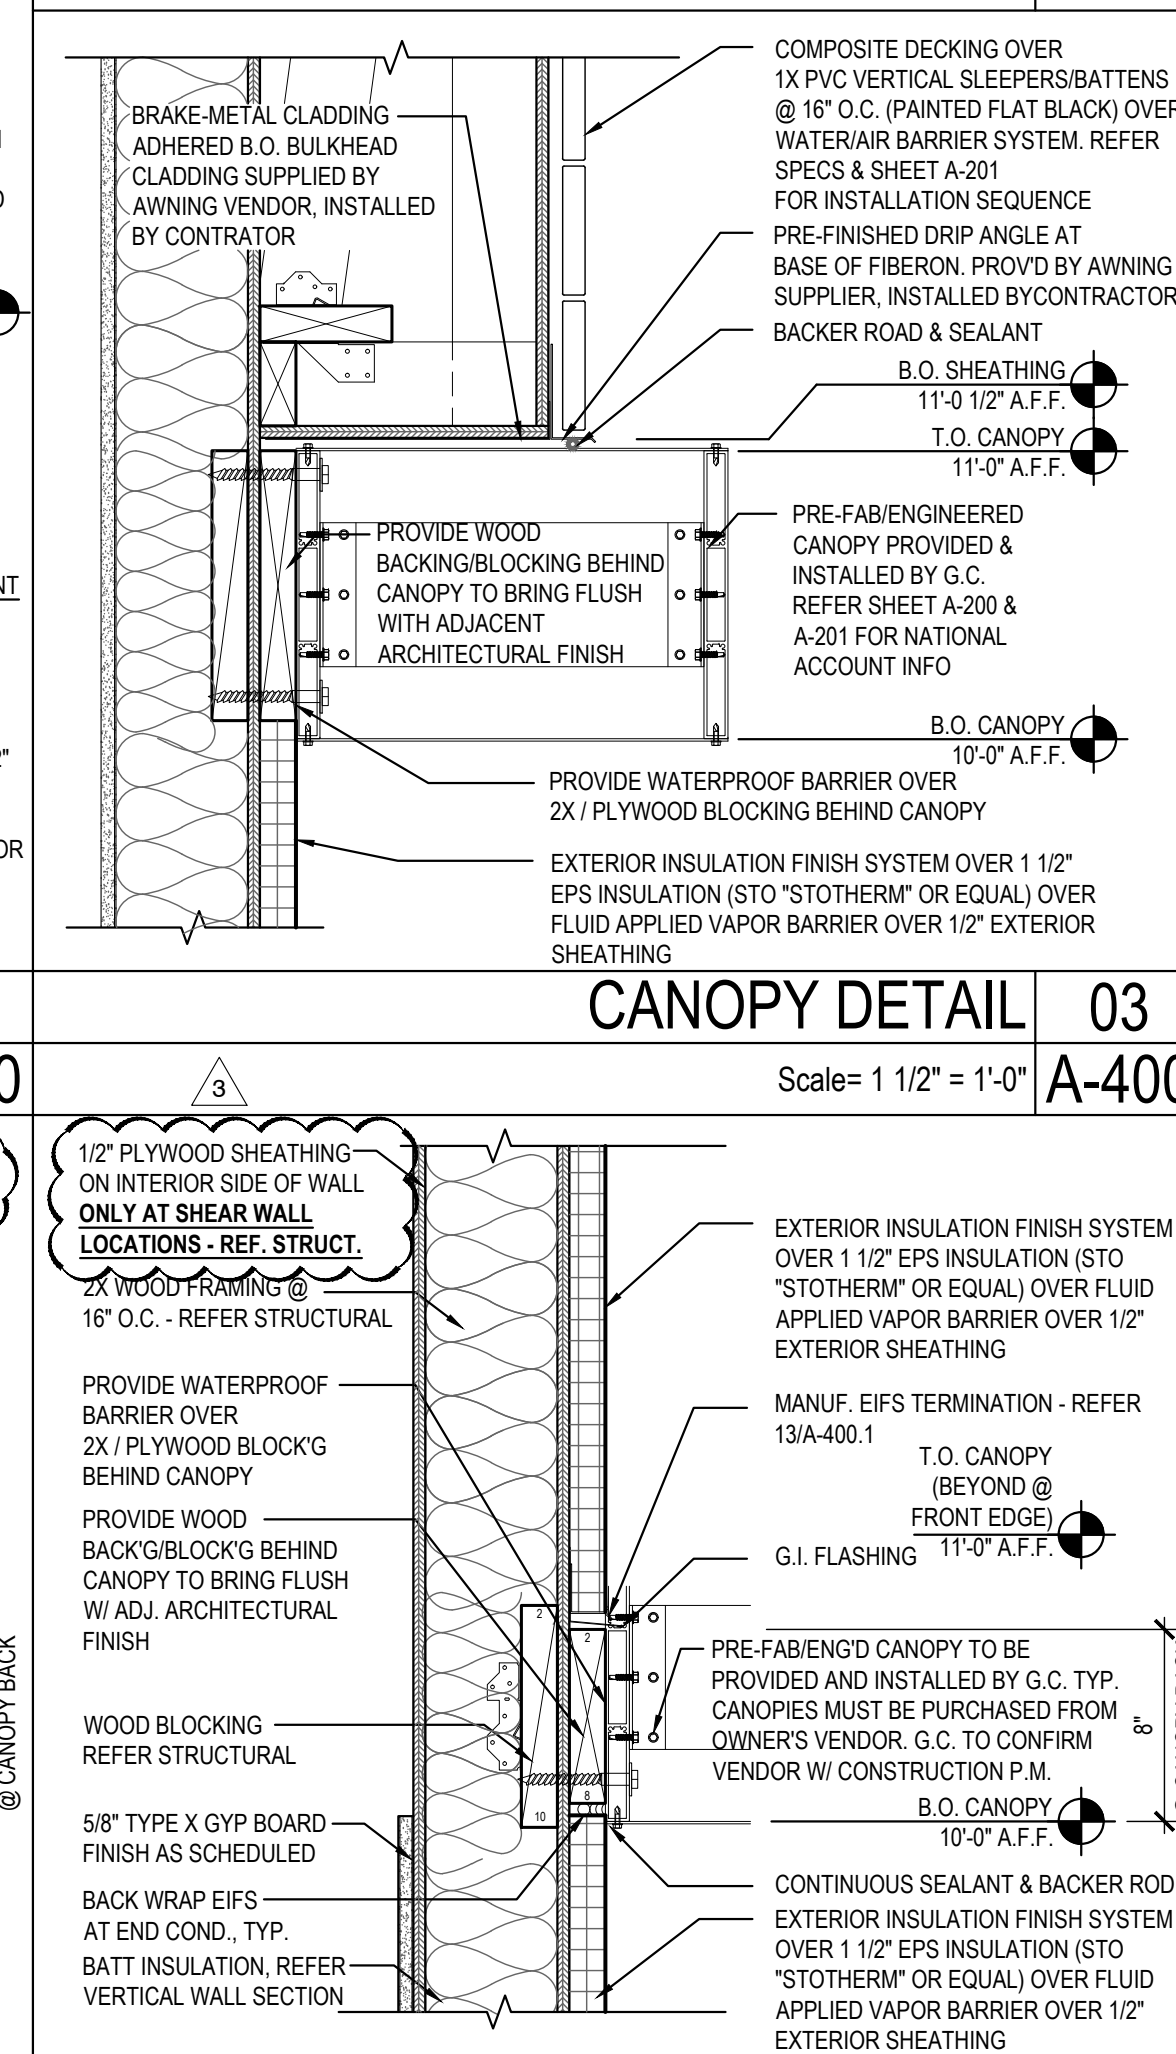 COMPOSITE DECKING OVER
1X PVC VERTICAL SLEEPERS/BATTENS
@ 16" O.C. (PAINTED FLAT BLACK) OVER
WATER/AIR BARRIER SYSTEM. REFER
SPECS & SHEET A-201
FOR INSTALLATION SEQUENCE
BRAKE-METAL CLADDING
ADHERED B.O. BULKHEAD
CLADDING SUPPLIED BY
AWNING VENDOR, INSTALLED
BY CONTRATOR
PRE-FINISHED DRIP ANGLE AT
BASE OF FIBERON. PROV'D BY AWNING
SUPPLIER, INSTALLED BYCONTRACTOR
BACKER ROAD & SEALANT
B.O. SHEATHING
11'-0 1/2" A.F.F.
T.O. CANOPY
11'-0" A.F.F.
PRE-FAB/ENGINEERED
CANOPY PROVIDED &
INSTALLED BY G.C.
REFER SHEET A-200 &
A-201 FOR NATIONAL
ACCOUNT INFO
PROVIDE WOOD
BACKING/BLOCKING BEHIND
CANOPY TO BRING FLUSH
WITH ADJACENT
ARCHITECTURAL FINISH
B.O. CANOPY
10'-0" A.F.F.
PROVIDE WATERPROOF BARRIER OVER
2X / PLYWOOD BLOCKING BEHIND CANOPY
EXTERIOR INSULATION FINISH SYSTEM OVER 1 1/2"
EPS INSULATION (STO "STOTHERM" OR EQUAL) OVER
FLUID APPLIED VAPOR BARRIER OVER 1/2" EXTERIOR
SHEATHING
CANOPY DETAIL
03
3
Scale= 1 1/2" = 1'-0"
A-400
1/2" PLYWOOD SHEATHING
ON INTERIOR SIDE OF WALL
ONLY AT SHEAR WALL
LOCATIONS - REF. STRUCT.
2X WOOD FRAMING @
16" O.C. - REFER STRUCTURAL
PROVIDE WATERPROOF
BARRIER OVER
2X / PLYWOOD BLOCK'G
BEHIND CANOPY
PROVIDE WOOD
BACK'G/BLOCK'G BEHIND
CANOPY TO BRING FLUSH
W/ ADJ. ARCHITECTURAL
FINISH
WOOD BLOCKING
REFER STRUCTURAL
5/8" TYPE X GYP BOARD
FINISH AS SCHEDULED
BACK WRAP EIFS
AT END COND., TYP.
BATT INSULATION, REFER
VERTICAL WALL SECTION
2
2
8
10
EXTERIOR INSULATION FINISH SYSTEM
OVER 1 1/2" EPS INSULATION (STO
"STOTHERM" OR EQUAL) OVER FLUID
APPLIED VAPOR BARRIER OVER 1/2"
EXTERIOR SHEATHING
MANUF. EIFS TERMINATION - REFER
13/A-400.1
T.O. CANOPY
(BEYOND @
FRONT EDGE)
11'-0" A.F.F.
G.I. FLASHING
PRE-FAB/ENG'D CANOPY TO BE
PROVIDED AND INSTALLED BY G.C. TYP.
CANOPIES MUST BE PURCHASED FROM
OWNER'S VENDOR. G.C. TO CONFIRM
VENDOR W/ CONSTRUCTION P.M.
8"
B.O. CANOPY
10'-0" A.F.F.
CONTINUOUS SEALANT & BACKER ROD
EXTERIOR INSULATION FINISH SYSTEM
OVER 1 1/2" EPS INSULATION (STO
"STOTHERM" OR EQUAL) OVER FLUID
APPLIED VAPOR BARRIER OVER 1/2"
EXTERIOR SHEATHING
@ CANOPY BACK